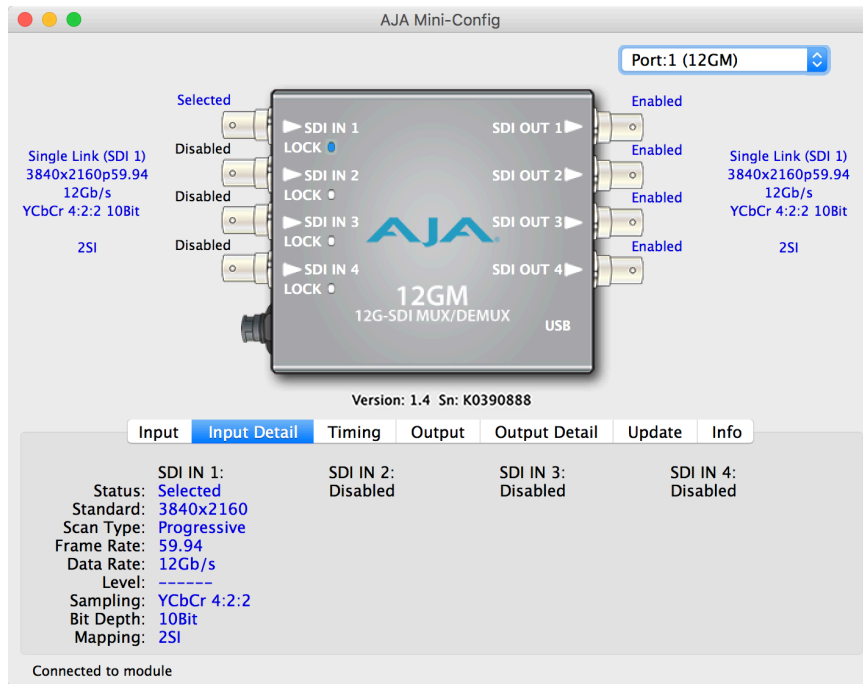 AJA Mini-Config
Port:1 (12GM)
Selected
Disabled
Disabled
Disabled
Single Link (SDI 1)
3840x2160p59.94
12Gb/s
YCbCr 4:2:2 10Bit
2SI
SDI IN 1
LOCK
SDI IN 2
LOCK
SDI IN 3
LOCK
SDI IN 4
LOCK
AJA
12GM
12G-SDI MUX/DEMUX
USB
SDI OUT 1
SDI OUT 2
SDI OUT 3
SDI OUT 4
Enabled
Enabled
Enabled
Enabled
Single Link (SDI 1)
3840x2160p59.94
12Gb/s
YCbCr 4:2:2 10Bit
2SI
Version: 1.4 Sn: K0390888
Input Input Detail Timing Output Output Detail Update Info
SDI IN 1: SDI IN 2: SDI IN 3: SDI IN 4:
Status: Selected Disabled Disabled Disabled
Standard: 3840x2160
Scan Type: Progressive
Frame Rate: 59.94
Data Rate: 12Gb/s
Level: ------
Sampling: YCbCr 4:2:2
Bit Depth: 10Bit
Mapping: 2SI
Connected to module